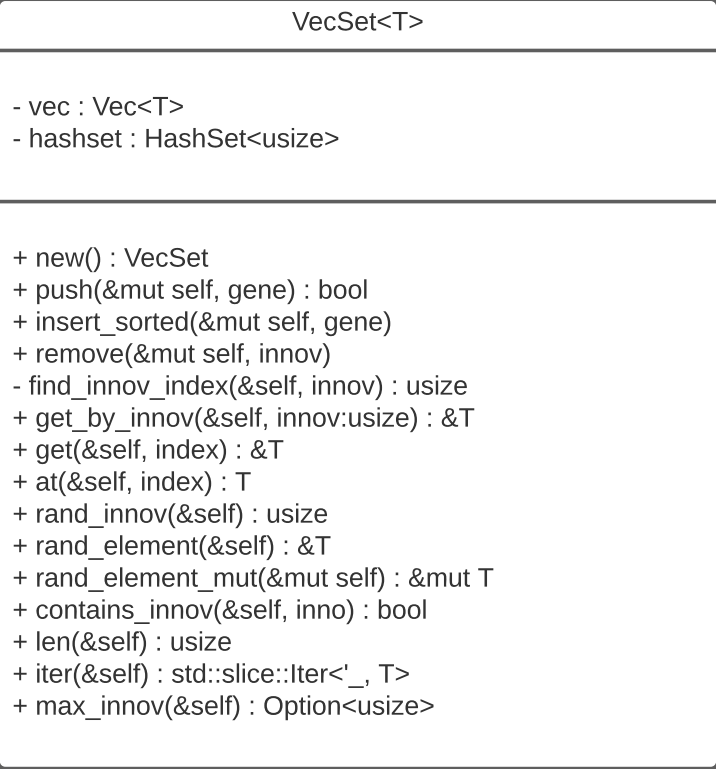 VecSet<T>
- vec : Vec<T>
- hashset : HashSet<usize>
+ new() : VecSet
+ push(&mut self, gene) : bool
+ insert_sorted(&mut self, gene)
+ remove(&mut self, innov)
- find_innov_index(&self, innov) : usize
+ get_by_innov(&self, innov:usize) : &T
+ get(&self, index) : &T
+ at(&self, index) : T
+ rand_innov(&self) : usize
+ rand_element(&self) : &T
+ rand_element_mut(&mut self) : &mut T
+ contains_innov(&self, inno) : bool
+ len(&self) : usize
+ iter(&self) : std::slice::Iter<'_, T>
+ max_innov(&self) : Option<usize>